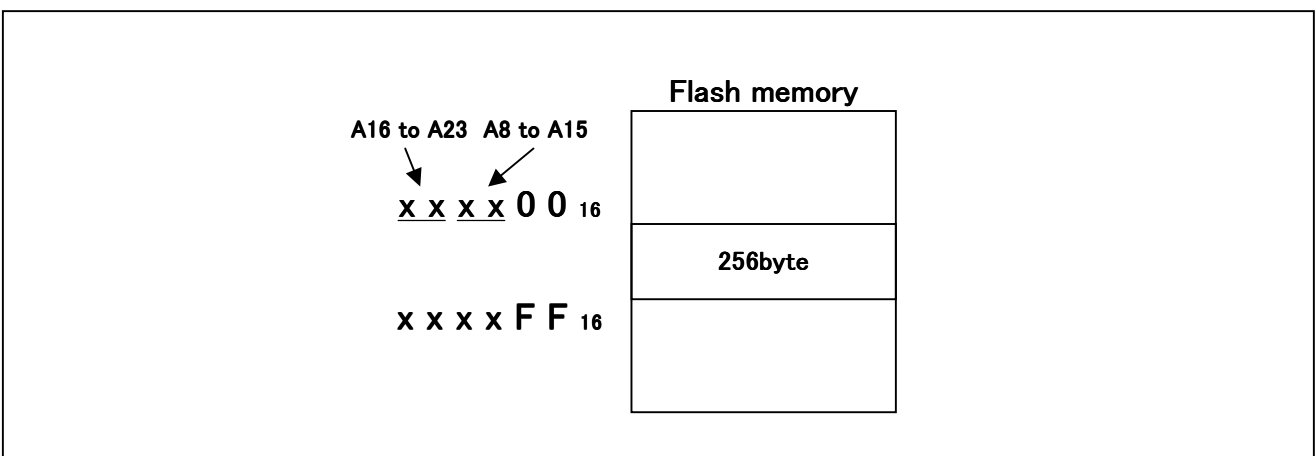 Flash memory
A16 to A23 A8 to A15
x x x x 0 0 16
256byte
x x x x F F 16